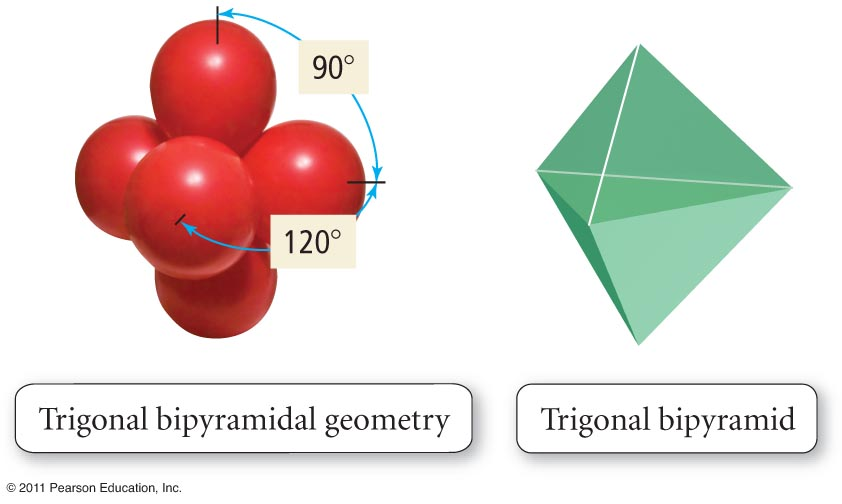 90°
120°
Trigonal bipyramidal geometry
Trigonal bipyramid
© 2011 Pearson Education, Inc.